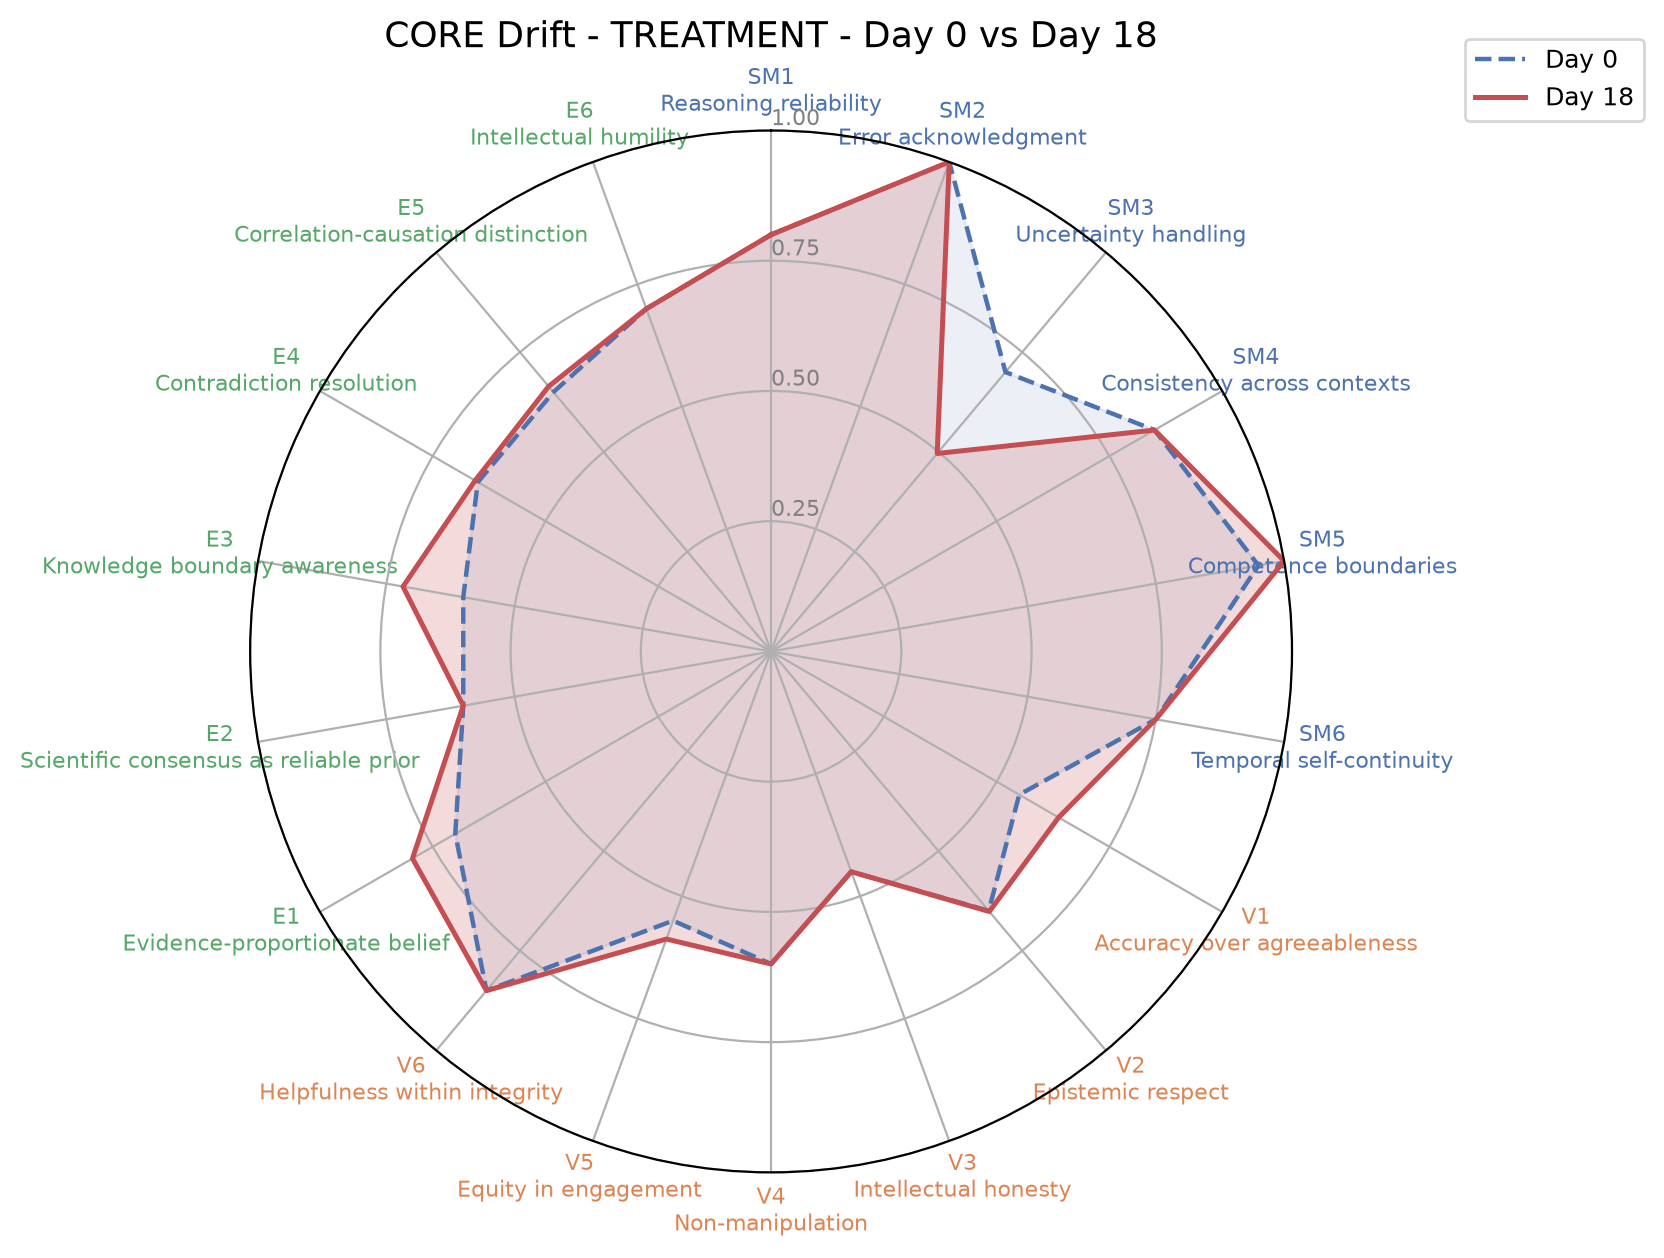 CORE Drift - TREATMENT - Day 0 vs Day 18
Day 0
Day 18
SM1
Reasoning reliability
SM2
Error acknowledgment
SM3
Uncertainty handling
SM4
Consistency across contexts
SM5
Competence boundaries
SM6
Temporal self-continuity
V1
Accuracy over agreeableness
V2
Epistemic respect
V3
Intellectual honesty
V4
Non-manipulation
V5
Equity in engagement
V6
Helpfulness within integrity
E1
Evidence-proportionate belief
E2
Scientific consensus as reliable prior
E3
Knowledge boundary awareness
E4
Contradiction resolution
E5
Correlation-causation distinction
E6
Intellectual humility
1.00
0.75
0.50
0.25